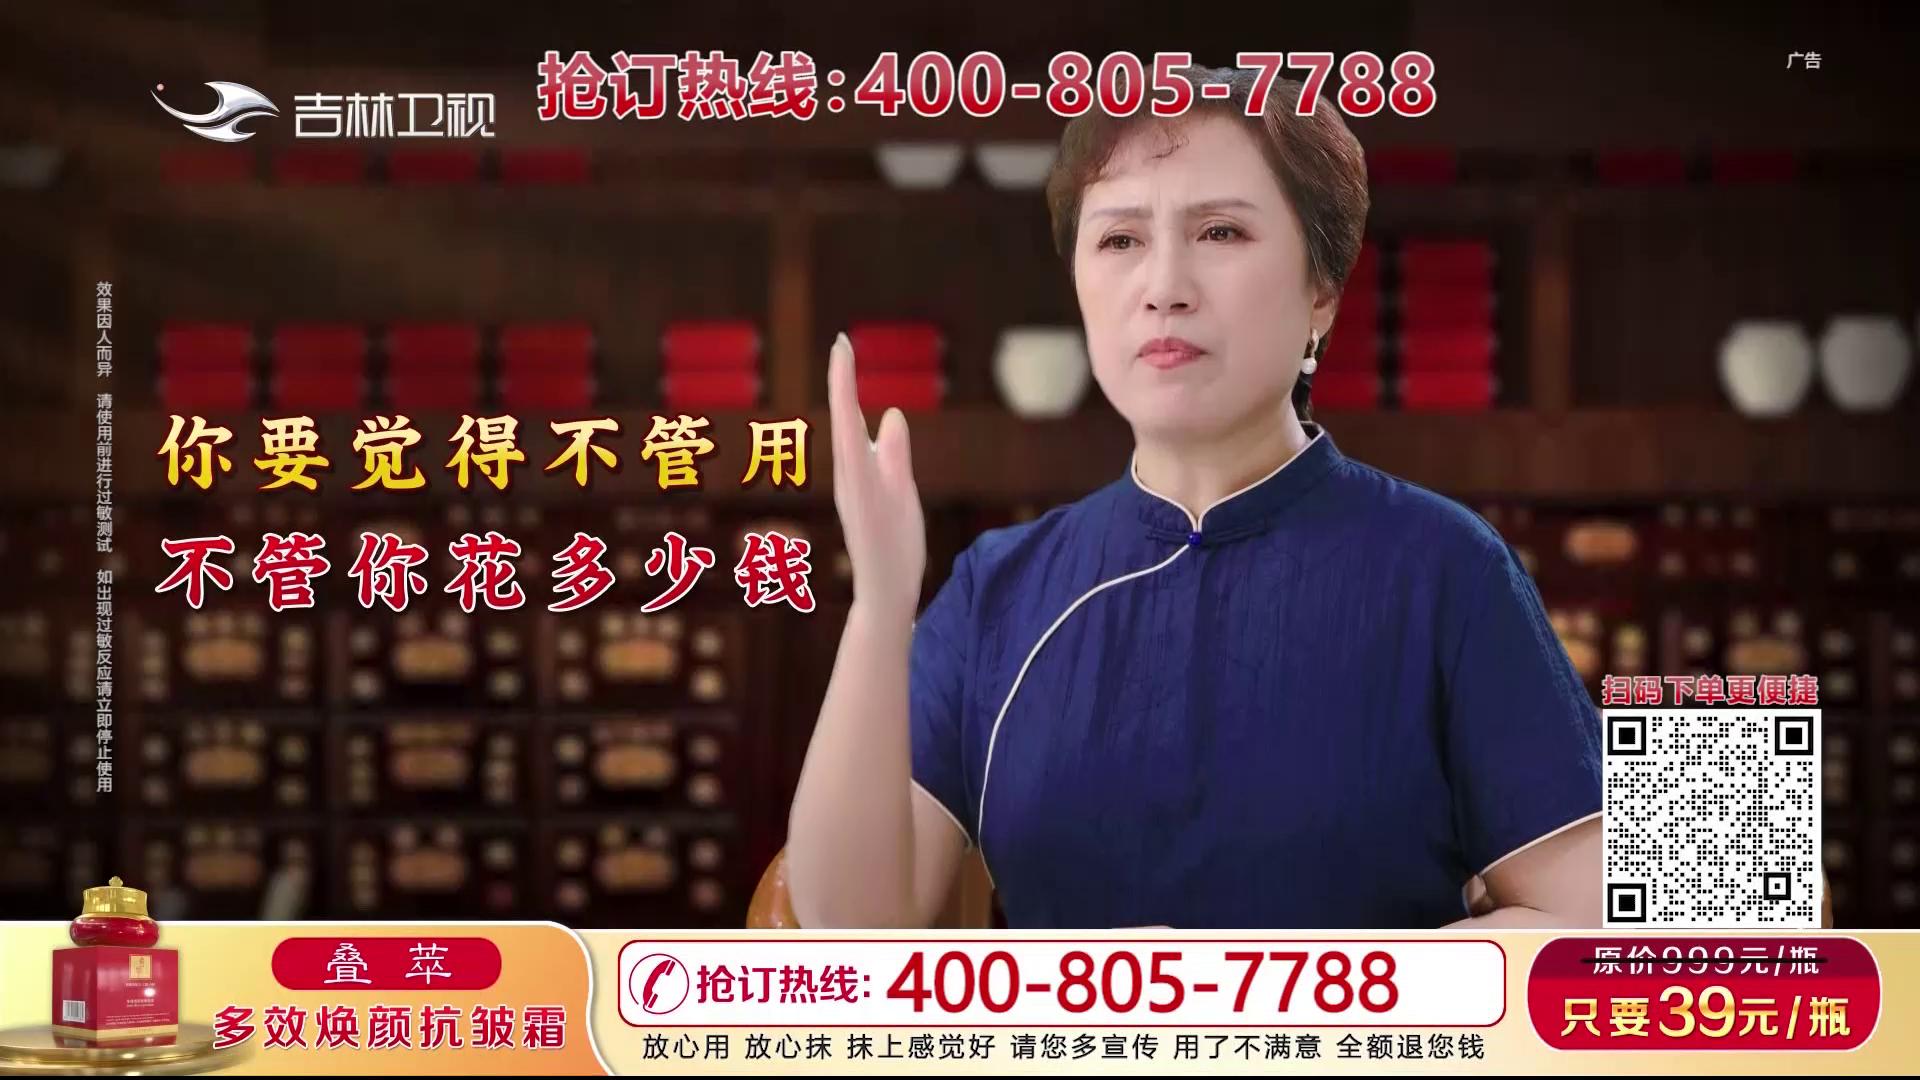 抢订热线:400-805-7788
广告
吉林卫视
效果因人而异 请使用前进行过敏测试 如出现过敏反应请立即停止使用
你要觉得不管用
不管你花多少钱
扫码下单更便捷
叠萃
多效焕颜抗皱霜
抢订热线:400-805-7788
放心用 放心抹 抹上感觉好 请您多宣传 用了不满意 全额退您钱
原价999元/瓶
只要39元/瓶